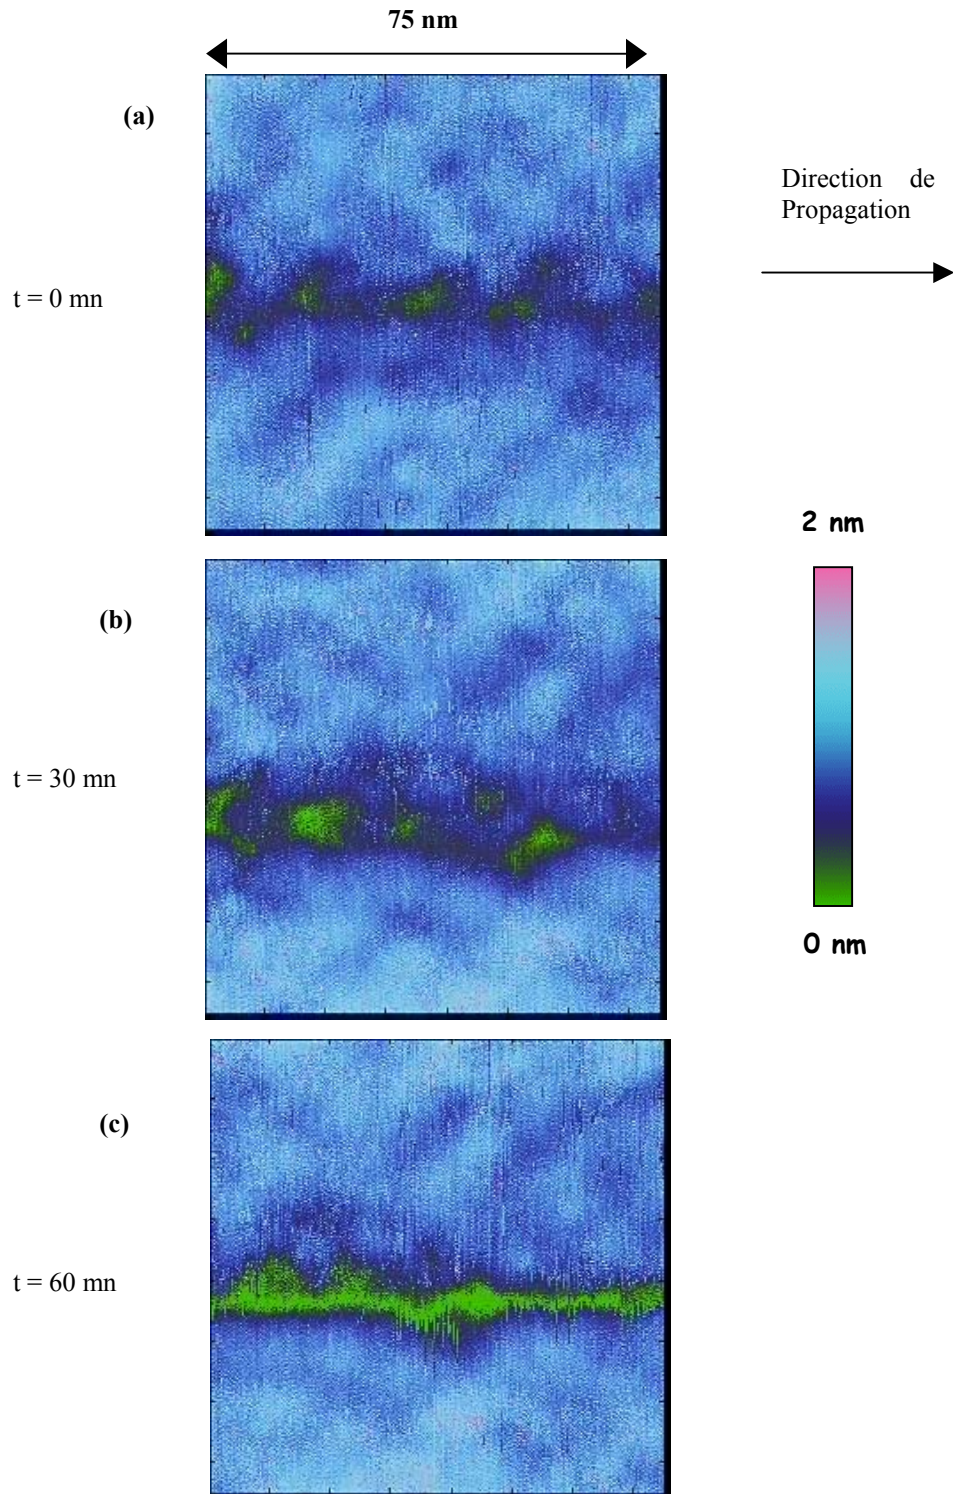 75 nm
(a)
Direction de
Propagation
t = 0 mn
2 nm
(b)
t = 30 mn
0 nm
(c)
t = 60 mn